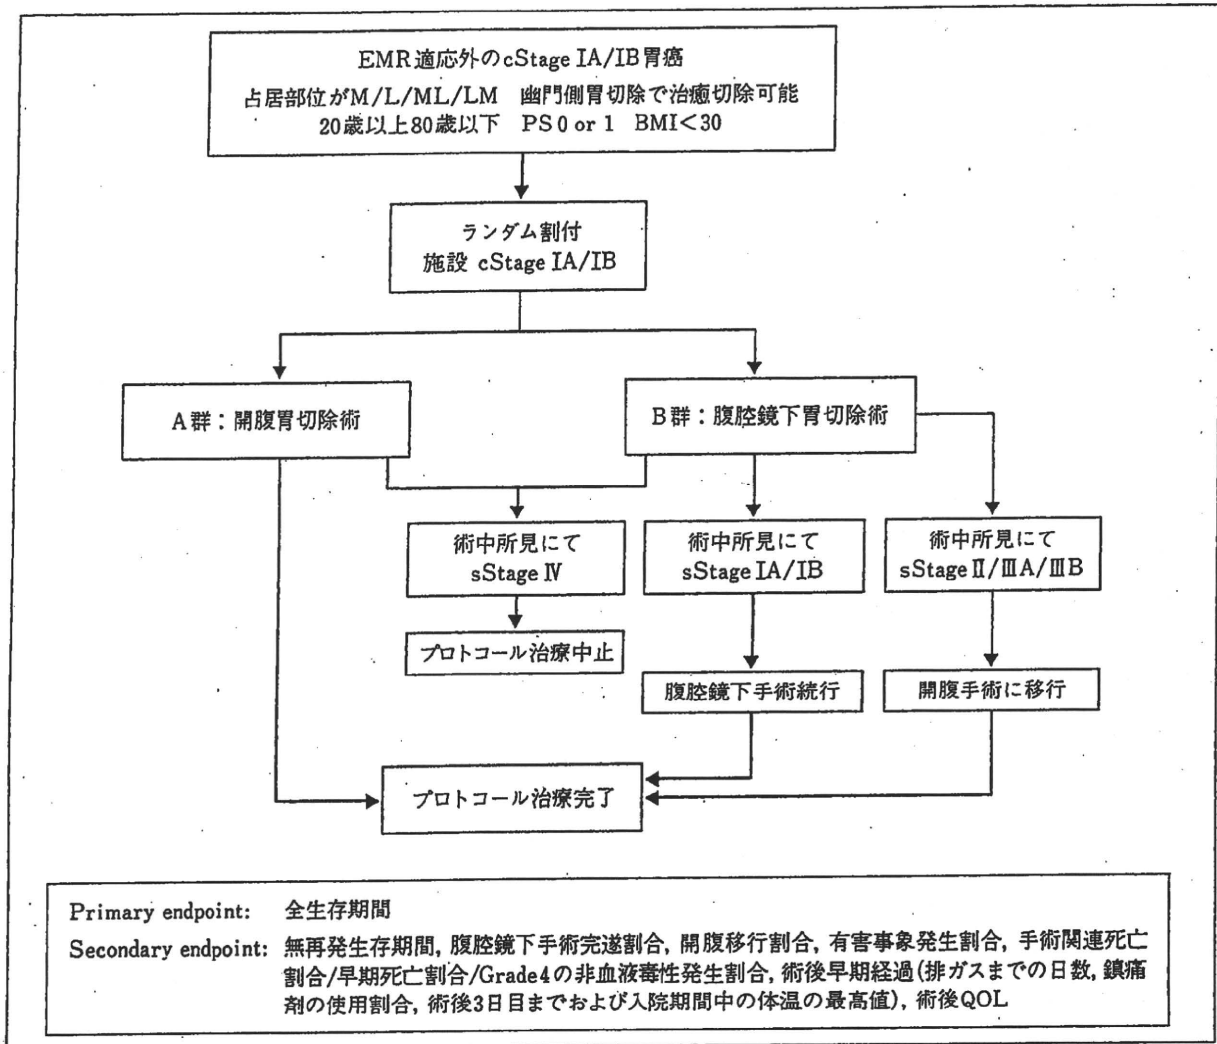 EMR適応外のcStage ⅠA/ⅠB胃癌
占居部位がM/L/ML/LM 幽門側胃切除で治癒切除可能
20歳以上80歳以下 PS 0 or 1 BMI<30
ランダム割付
施設 cStage ⅠA/ⅠB
A群：開腹胃切除術
B群：腹腔鏡下胃切除術
術中所見にて
sStage Ⅳ
術中所見にて
sStage ⅠA/ⅠB
術中所見にて
sStage Ⅱ/ⅢA/ⅢB
プロトコール治療中止
腹腔鏡下手術続行
開腹手術に移行
プロトコール治療完了
Primary endpoint: 全生存期間
Secondary endpoint: 無再発生存期間, 腹腔鏡下手術完遂割合, 開腹移行割合, 有害事象発生割合, 手術関連死亡
割合/早期死亡割合/Grade4の非血液毒性発生割合, 術後早期経過(排ガスまでの日数, 鎮痛
剤の使用割合, 術後3日目までおよび入院期間中の体温の最高値), 術後QOL